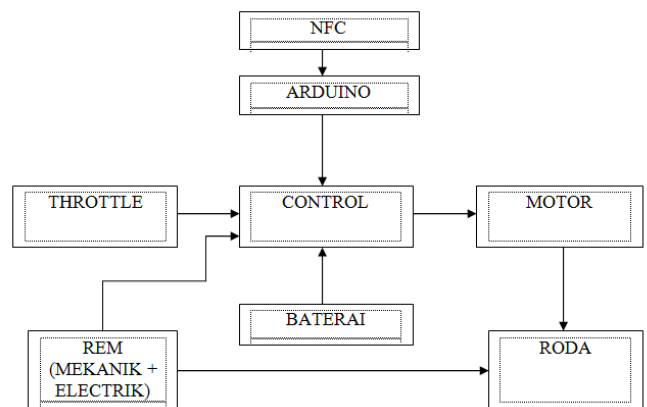 NFC
ARDUINO
THROTTLE
CONTROL
MOTOR
BATERAI
REM
(MEKANIK +
ELECTRIK)
RODA